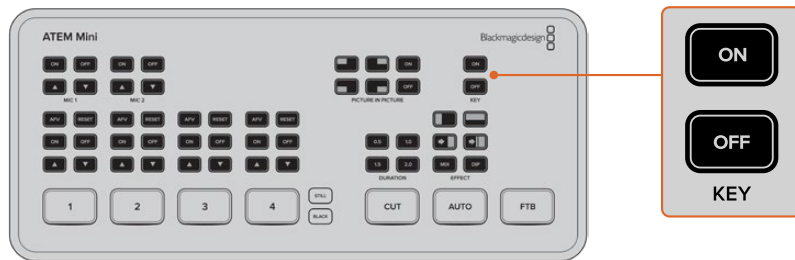 ATEM Mini
Blackmagicdesign
ON OFF ON OFF
MIC 1 MIC 2
ON
OFF
PICTURE IN PICTURE
ON
OFF
KEY
AFV RESET AFV RESET AFV RESET AFV RESET
ON OFF ON OFF ON OFF ON OFF
0.5 1.0
1.5 2.0
DURATION
MIX DIP
EFFECT
1 2 3 4
STILL
BLACK
CUT AUTO FTB
ON
OFF
KEY